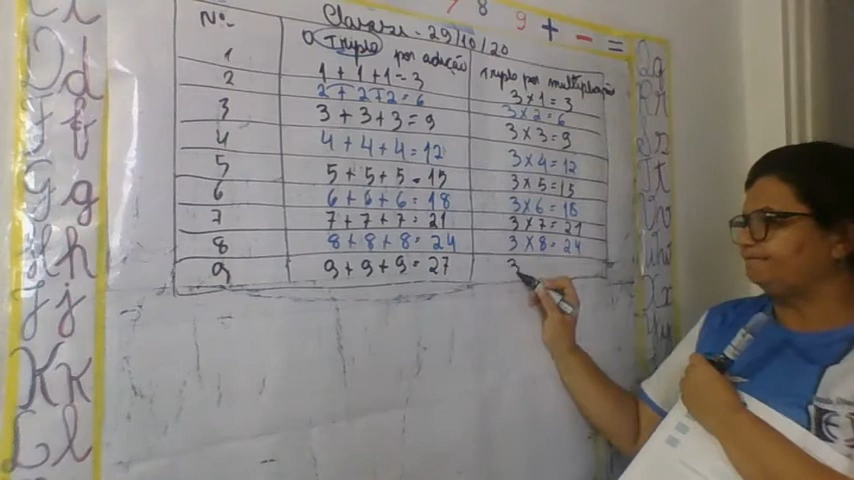 7 8 9 + - =
Nº-
29/10/20
O Triplo por adição
Triplo por multiplicação
1 1 + 1 + 1 = 3 3 x 1 = 3
2 2 + 2 + 2 = 6 3 x 2 = 6
3 3 + 3 + 3 = 9 3 x 3 = 9
4 4 + 4 + 4 = 12 3 x 4 = 12
5 5 + 5 + 5 = 15 3 x 5 = 15
6 6 + 6 + 6 = 18 3 x 6 = 18
7 7 + 7 + 7 = 21 3 x 7 = 21
8 8 + 8 + 8 = 24 3 x 8 = 24
9 9 + 9 + 9 = 27 3
D d
F f
G g
H h
J j
K k
L l
Q q
R r
S s
T t
V v
W w
X x
Y y